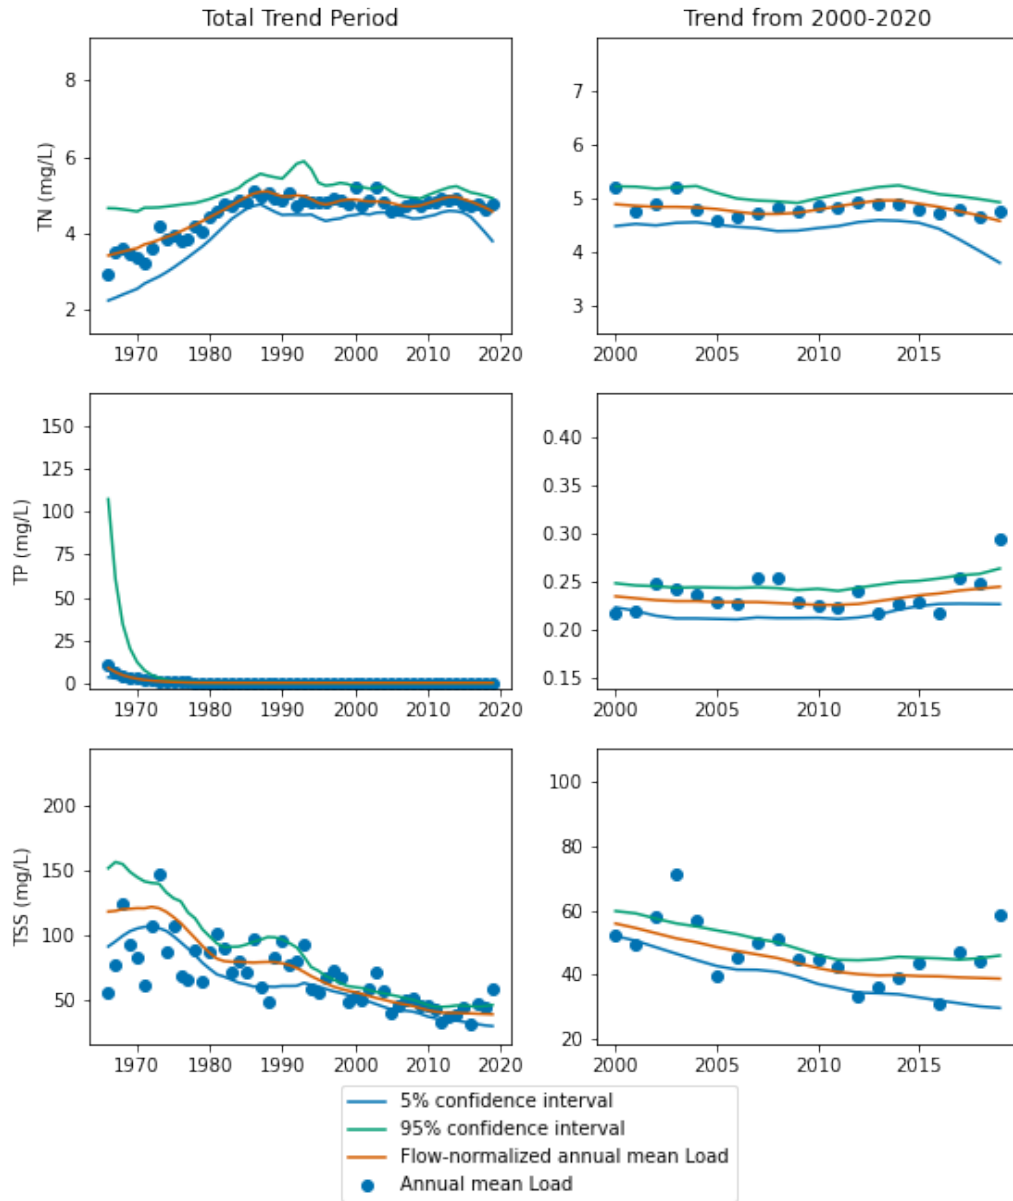 Total Trend Period
Trend from 2000-2020
TN (mg/L)
8
6
4
2
1970 1980 1990 2000 2010 2020
7
6
5
4
3
2000 2005 2010 2015
TP (mg/L)
150
125
100
75
50
25
0
1970 1980 1990 2000 2010 2020
0.40
0.35
0.30
0.25
0.20
0.15
2000 2005 2010 2015
TSS (mg/L)
200
150
100
50
1970 1980 1990 2000 2010 2020
100
80
60
40
20
2000 2005 2010 2015
5% confidence interval
95% confidence interval
Flow-normalized annual mean Load
Annual mean Load